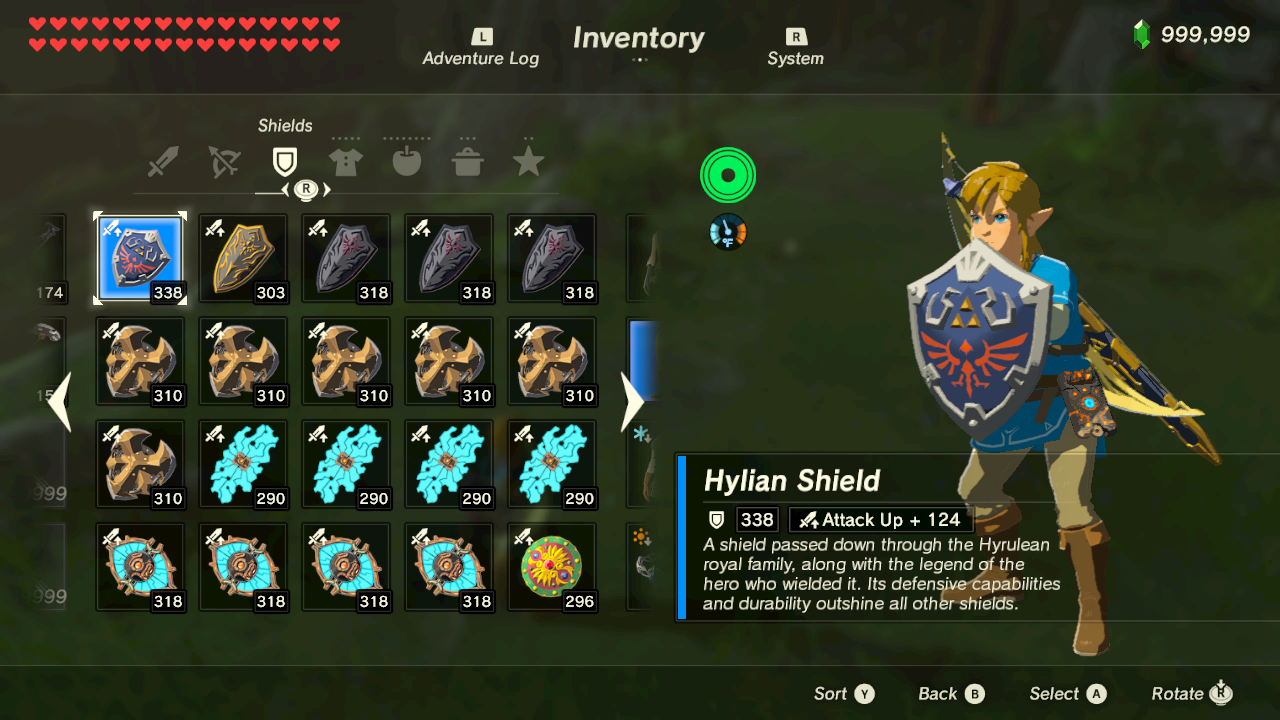 L
Inventory
R
999,999
Adventure Log
System
Shields
R
174
338
303
318
318
318
310
310
310
310
310
999
310
290
290
290
290
999
318
318
318
318
296
°F
Hylian Shield
338
Attack Up + 124
A shield passed down through the Hyrulean
royal family, along with the legend of the
hero who wielded it. Its defensive capabilities
and durability outshine all other shields.
Sort Y
Back B
Select A
Rotate R